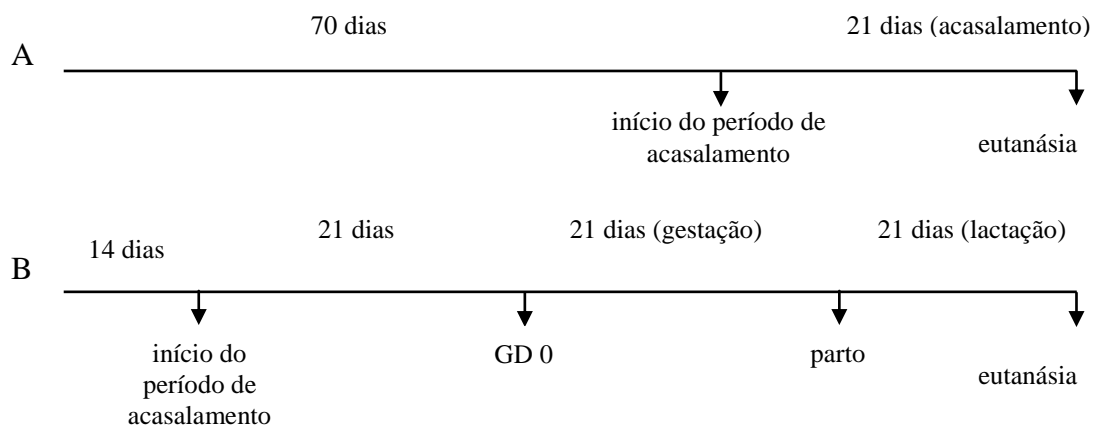 70 dias
21 dias (acasalamento)
A
início do período de
acasalamento
eutanásia
14 dias
21 dias
21 dias (gestação)
21 dias (lactação)
B
início do
período de
acasalamento
GD 0
parto
eutanásia